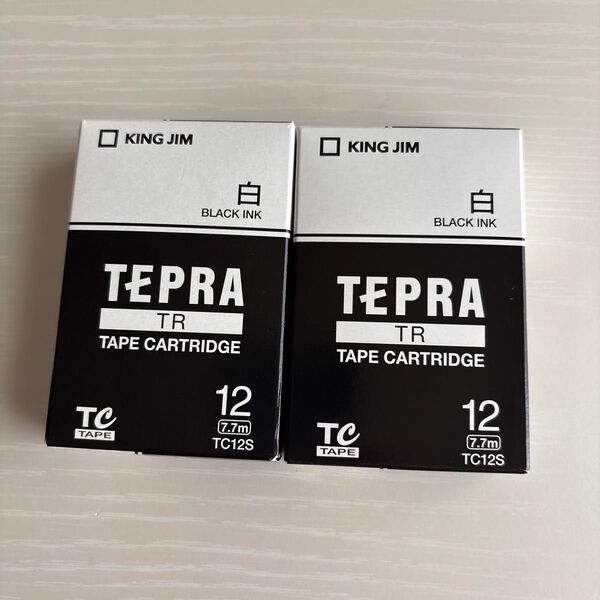 KING JIM
白
BLACK INK
TEPRA
TR
TAPE CARTRIDGE
12
7.7m
TC12S
TC
TAPE
KING JIM
白
BLACK INK
TEPRA
TR
TAPE CARTRIDGE
12
7.7m
TC12S
TC
TAPE